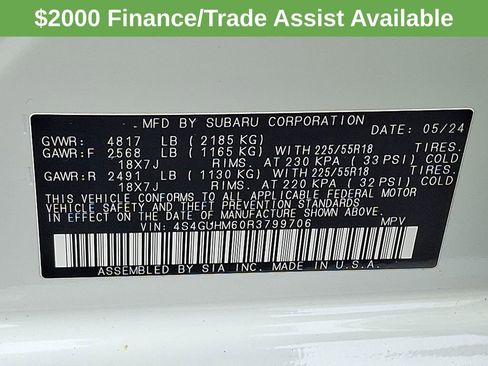 $2000 Finance/Trade Assist Available
MFD BY SUBARU CORPORATION
DATE: 05/24
GVWR: 4817 LB (2185 KG)
GAWR:F 2568 LB (1165 KG) WITH 225/55R18 TIRES.
18X7J RIMS. AT 230 KPA (33 PSI) COLD
GAWR:R 2491 LB (1130 KG) WITH 225/55R18 TIRES.
18X7J RIMS. AT 220 KPA (32 PSI) COLD
THIS VEHICLE CONFORMS TO ALL APPLICABLE FEDERAL MOTOR
VEHICLE SAFETY AND THEFT PREVENTION STANDARDS
IN EFFECT ON THE DATE OF MANUFACTURE SHOWN ABOVE.
VIN: 4S4GUHM60R3799706 MPV
ASSEMBLED BY SIA INC. MADE IN U.S.A.